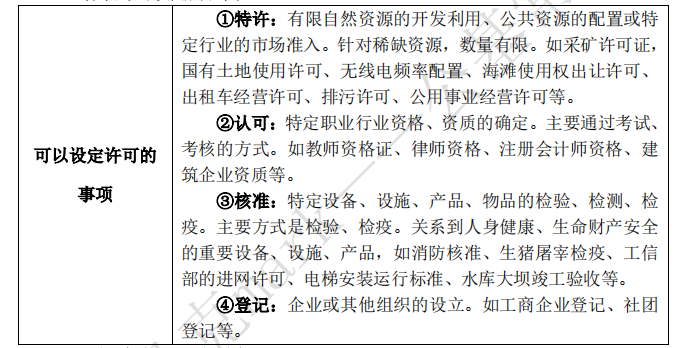 可以设定许可的
事项
①特许：有限自然资源的开发利用、公共资源的配置或特
定行业的市场准入。针对稀缺资源，数量有限。如采矿许可证，
国有土地使用许可、无线电频率配置、海滩使用权出让许可、
出租车经营许可、排污许可、公用事业经营许可等。
②认可：特定职业行业资格、资质的确定。主要通过考试、
考核的方式。如教师资格证、律师资格、注册会计师资格、建
筑企业资质等。
③核准：特定设备、设施、产品、物品的检验、检测、检
疫。主要方式是检验、检疫。关系到人身健康、生命财产安全
的重要设备、设施、产品，如消防核准、生猪屠宰检疫、工信
部的进网许可、电梯安装运行标准、水库大坝竣工验收等。
④登记：企业或其他组织的设立。如工商企业登记、社团
登记等。